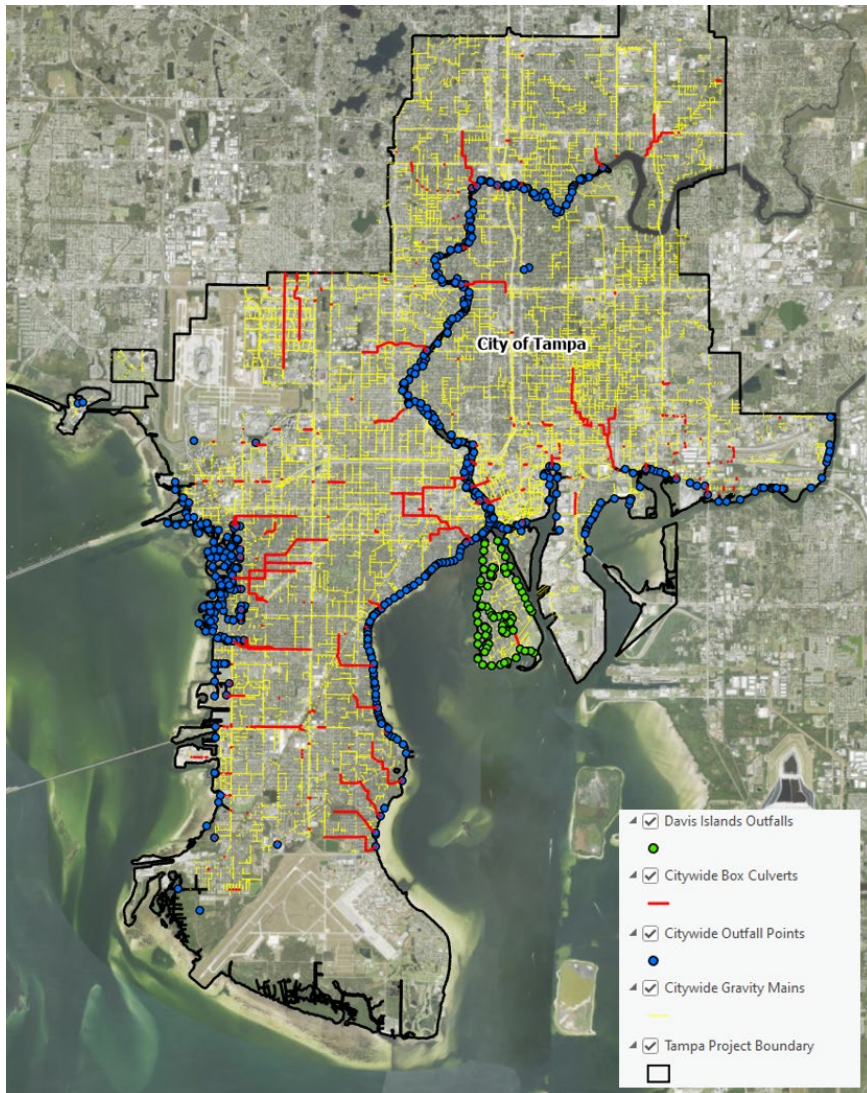 City of Tampa
Davis Islands Outfalls
Citywide Box Culverts
Citywide Outfall Points
Citywide Gravity Mains
Tampa Project Boundary